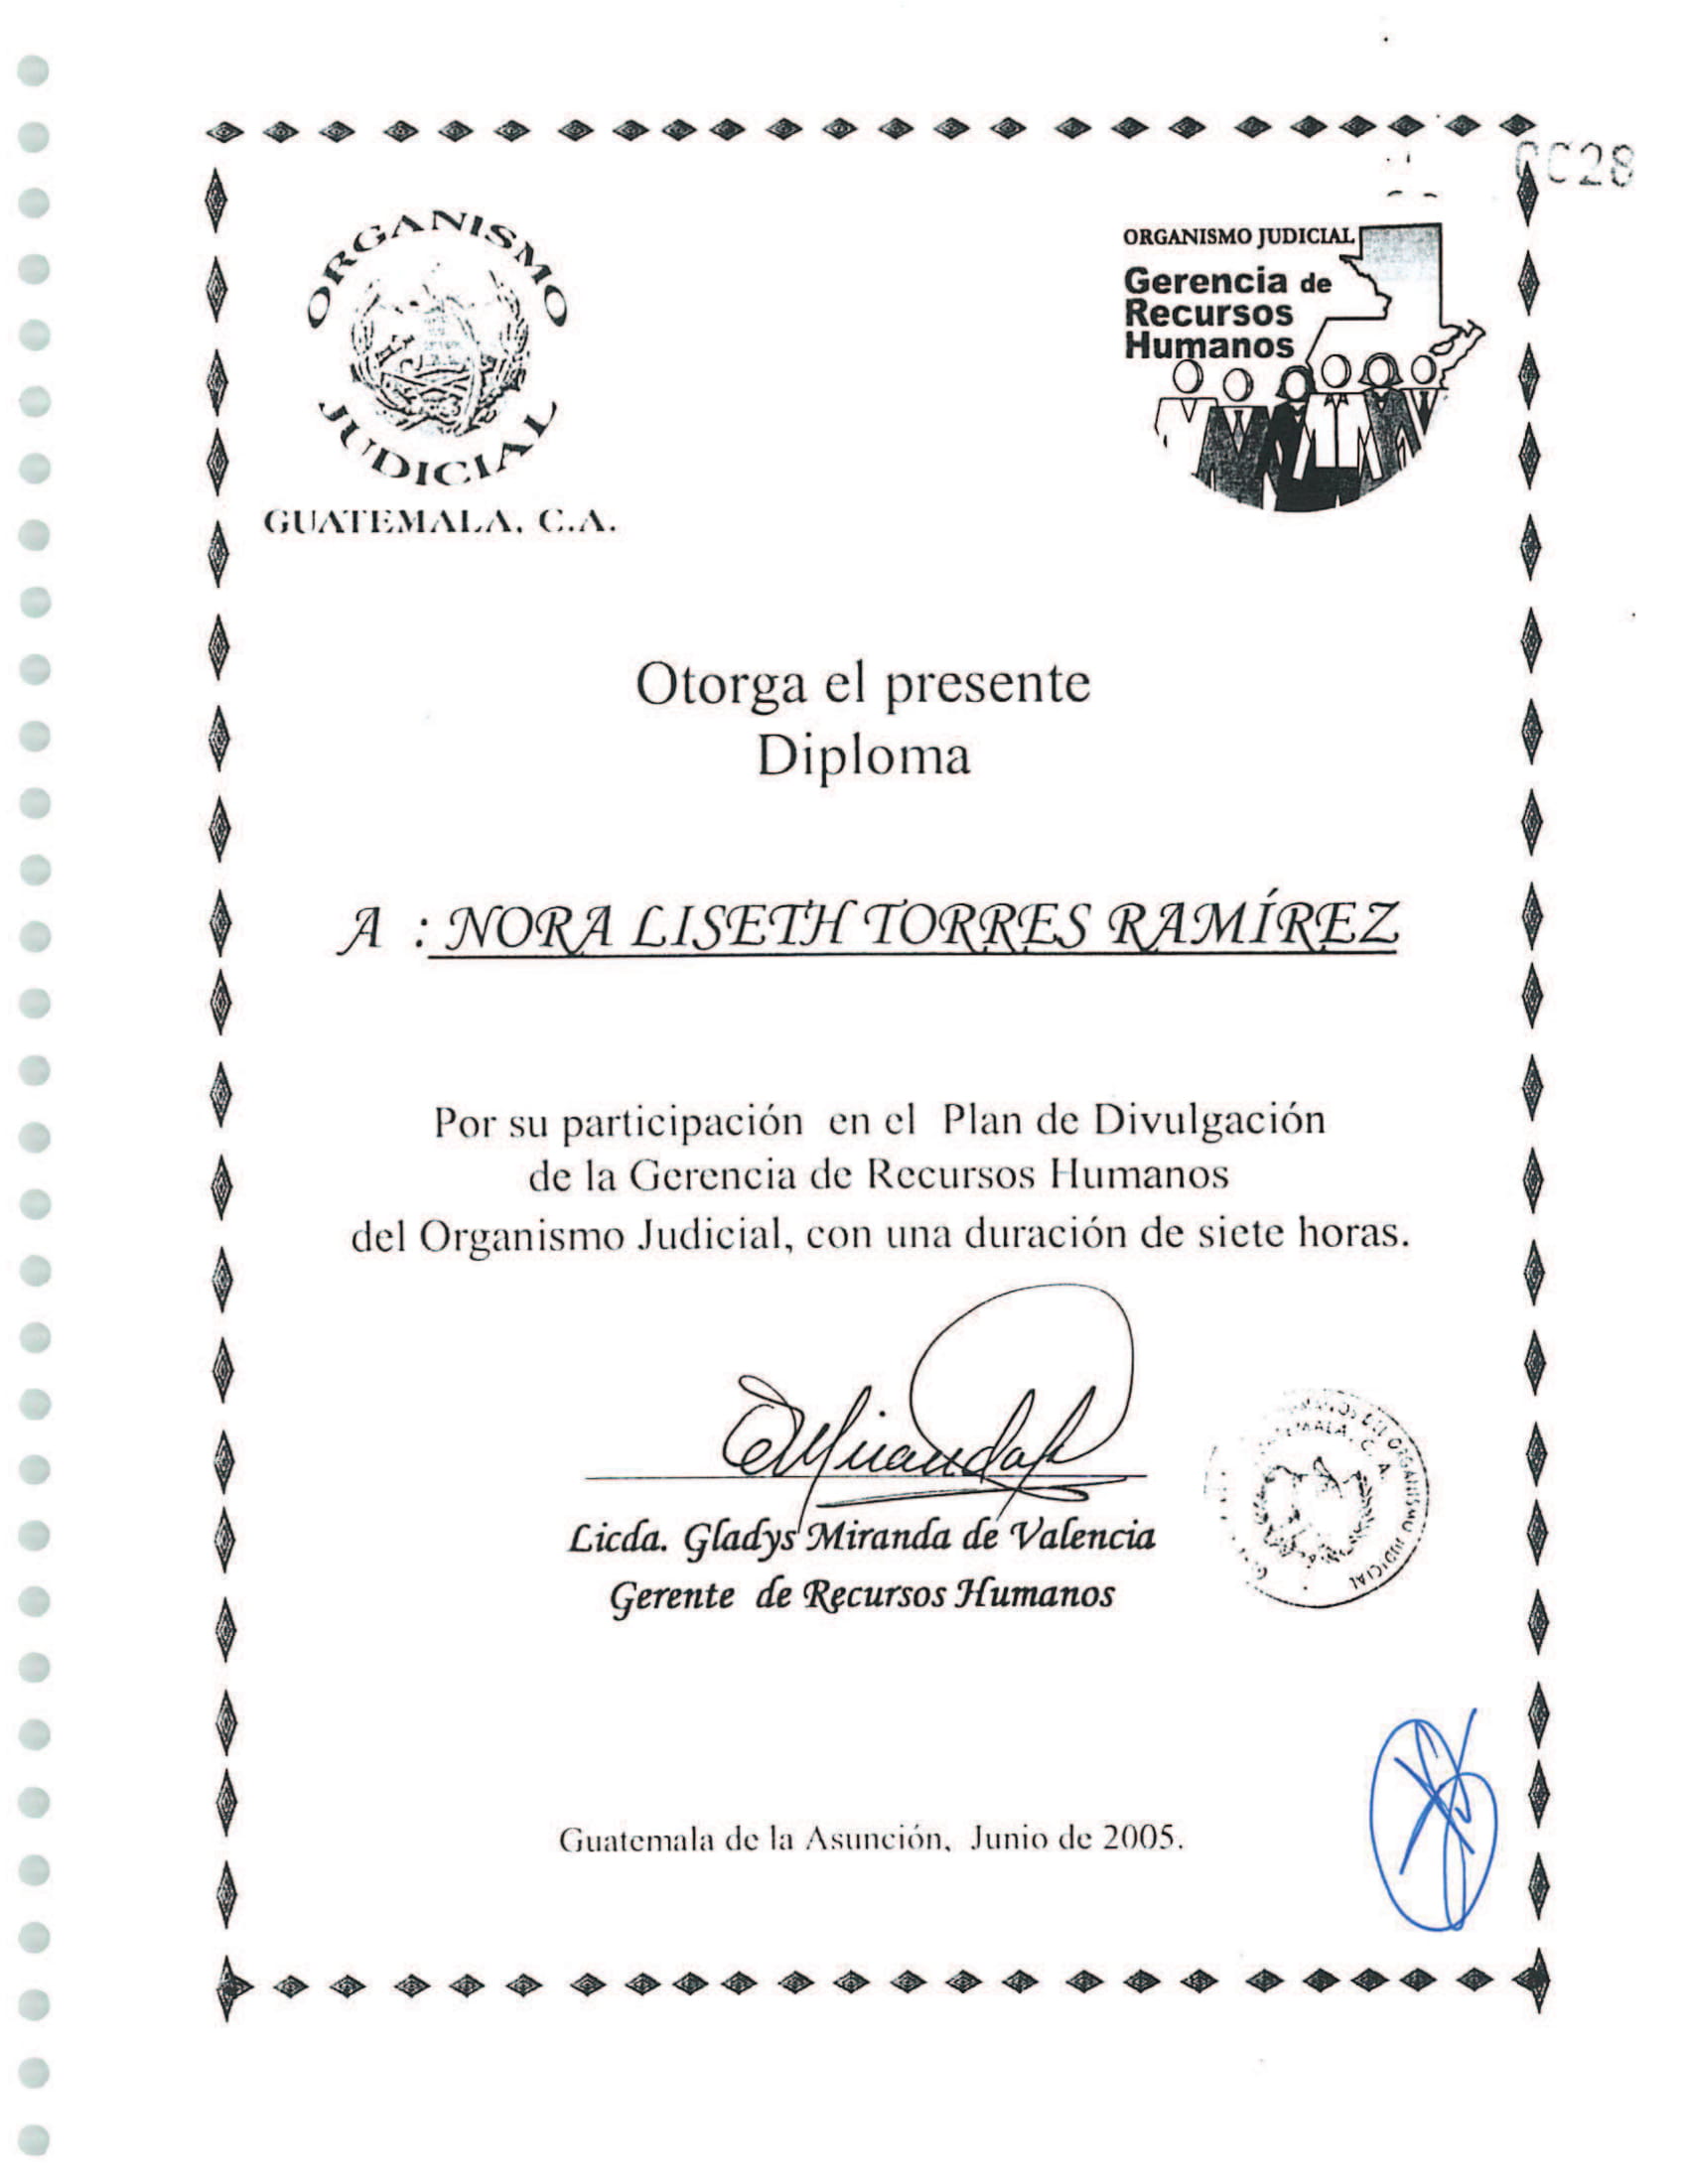 ORGANISMO
JUDICIAL
GUATEMALA, C.A.
ORGANISMO JUDICIAL
Gerencia de
Recursos
Humanos
Otorga el presente
Diploma
A : NORA LISETH TORRES RAMÍREZ
Por su participación en el Plan de Divulgación
de la Gerencia de Recursos Humanos
del Organismo Judicial, con una duración de siete horas.
Licda. Gladys Miranda de Valencia
Gerente de Recursos Humanos
DEL ORGANISMO JUDICIAL
Guatemala de la Asunción, Junio de 2005.